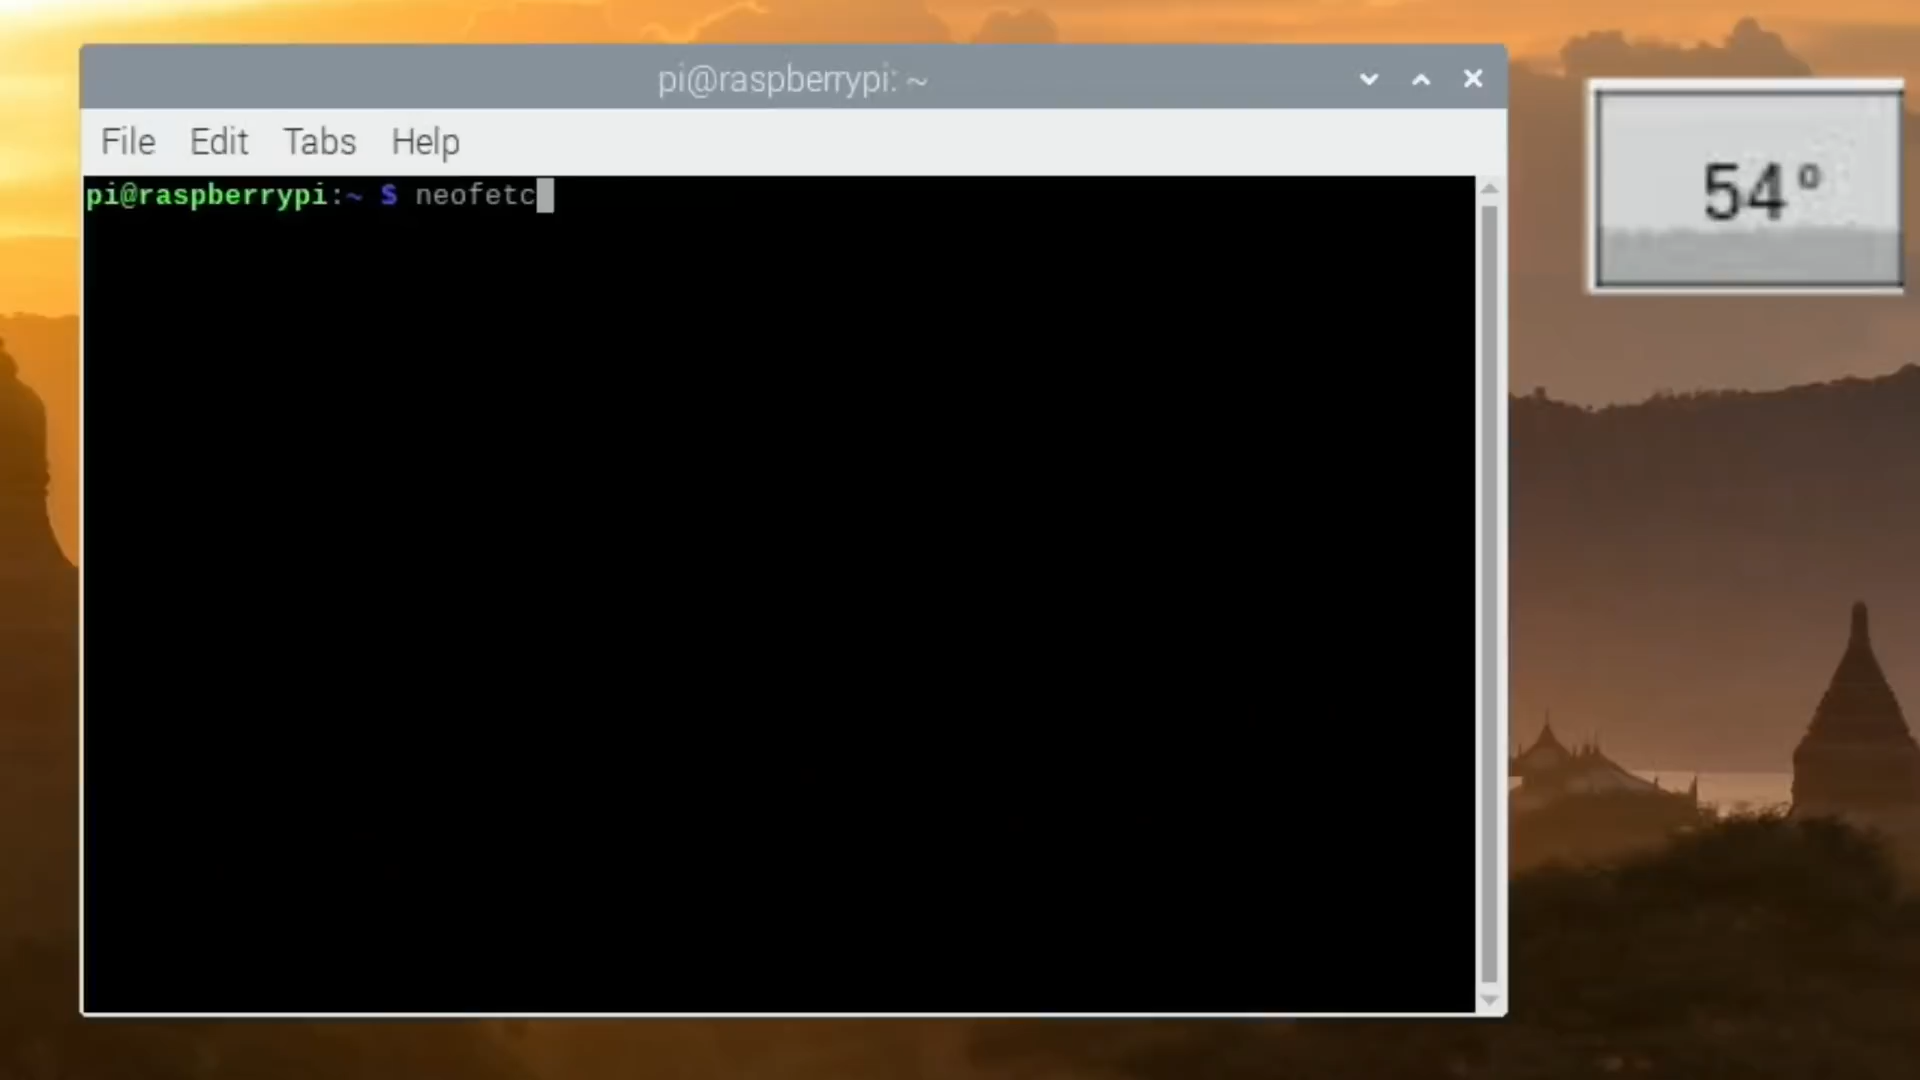 pi@raspberrypi: ~
File Edit Tabs Help
pi@raspberrypi:~ $ neofetc
54°